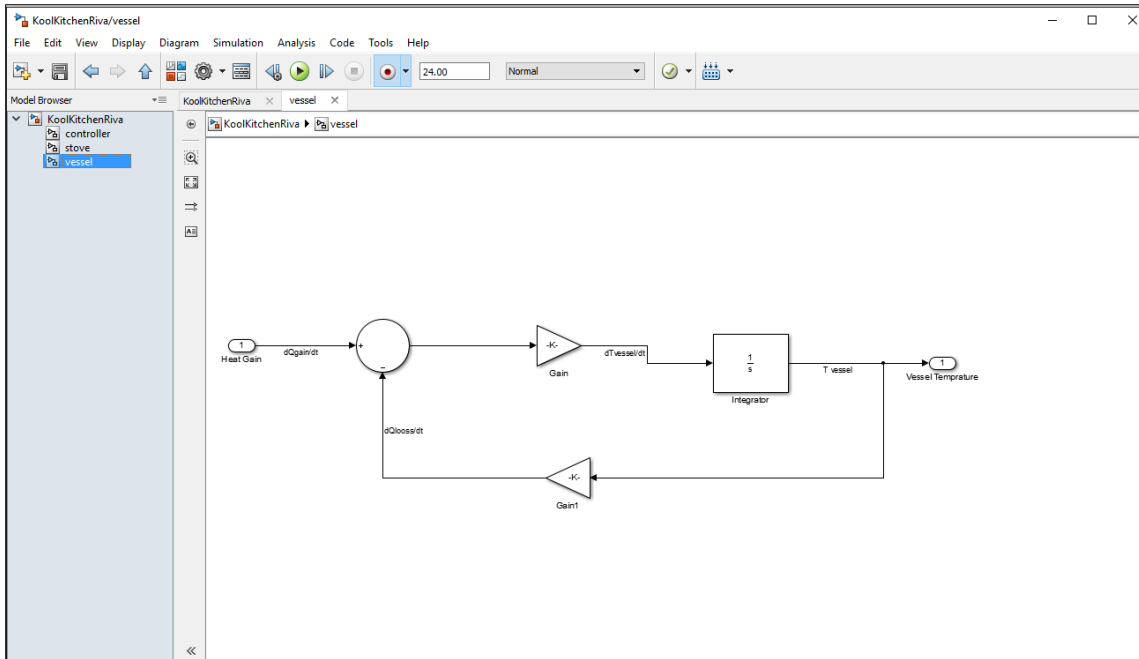 KoolKitchenRiva/vessel
File Edit View Display Diagram Simulation Analysis Code Tools Help
24.00 Normal
Model Browser
KoolKitchenRiva vessel
KoolKitchenRiva
controller
stove
vessel
KoolKitchenRiva vessel
1
Heat Gain
dQgain/dt
+
−
-K-
Gain
dTvessel/dt
1
s
Integrator
T vessel
1
Vessel Temprature
dQlooss/dt
-K-
Gain1